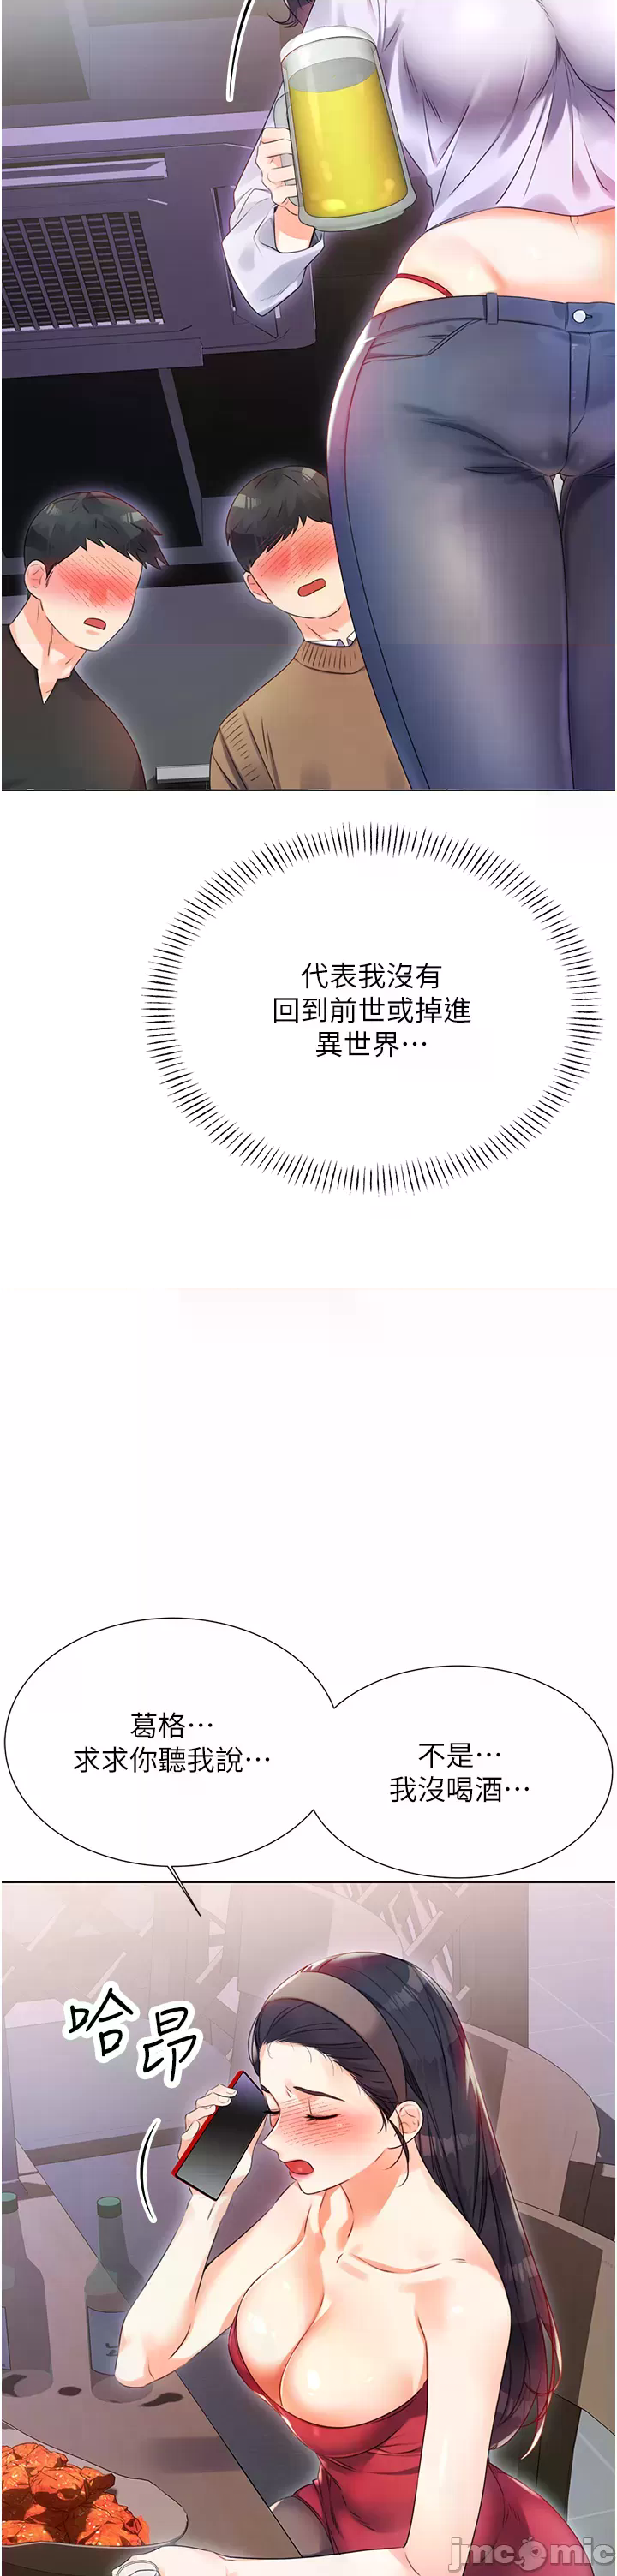 代表我沒有
回到前世或掉進
異世界…
葛格…
求求你聽我說…
不是…
我沒喝酒…
哈昂
jmcomic